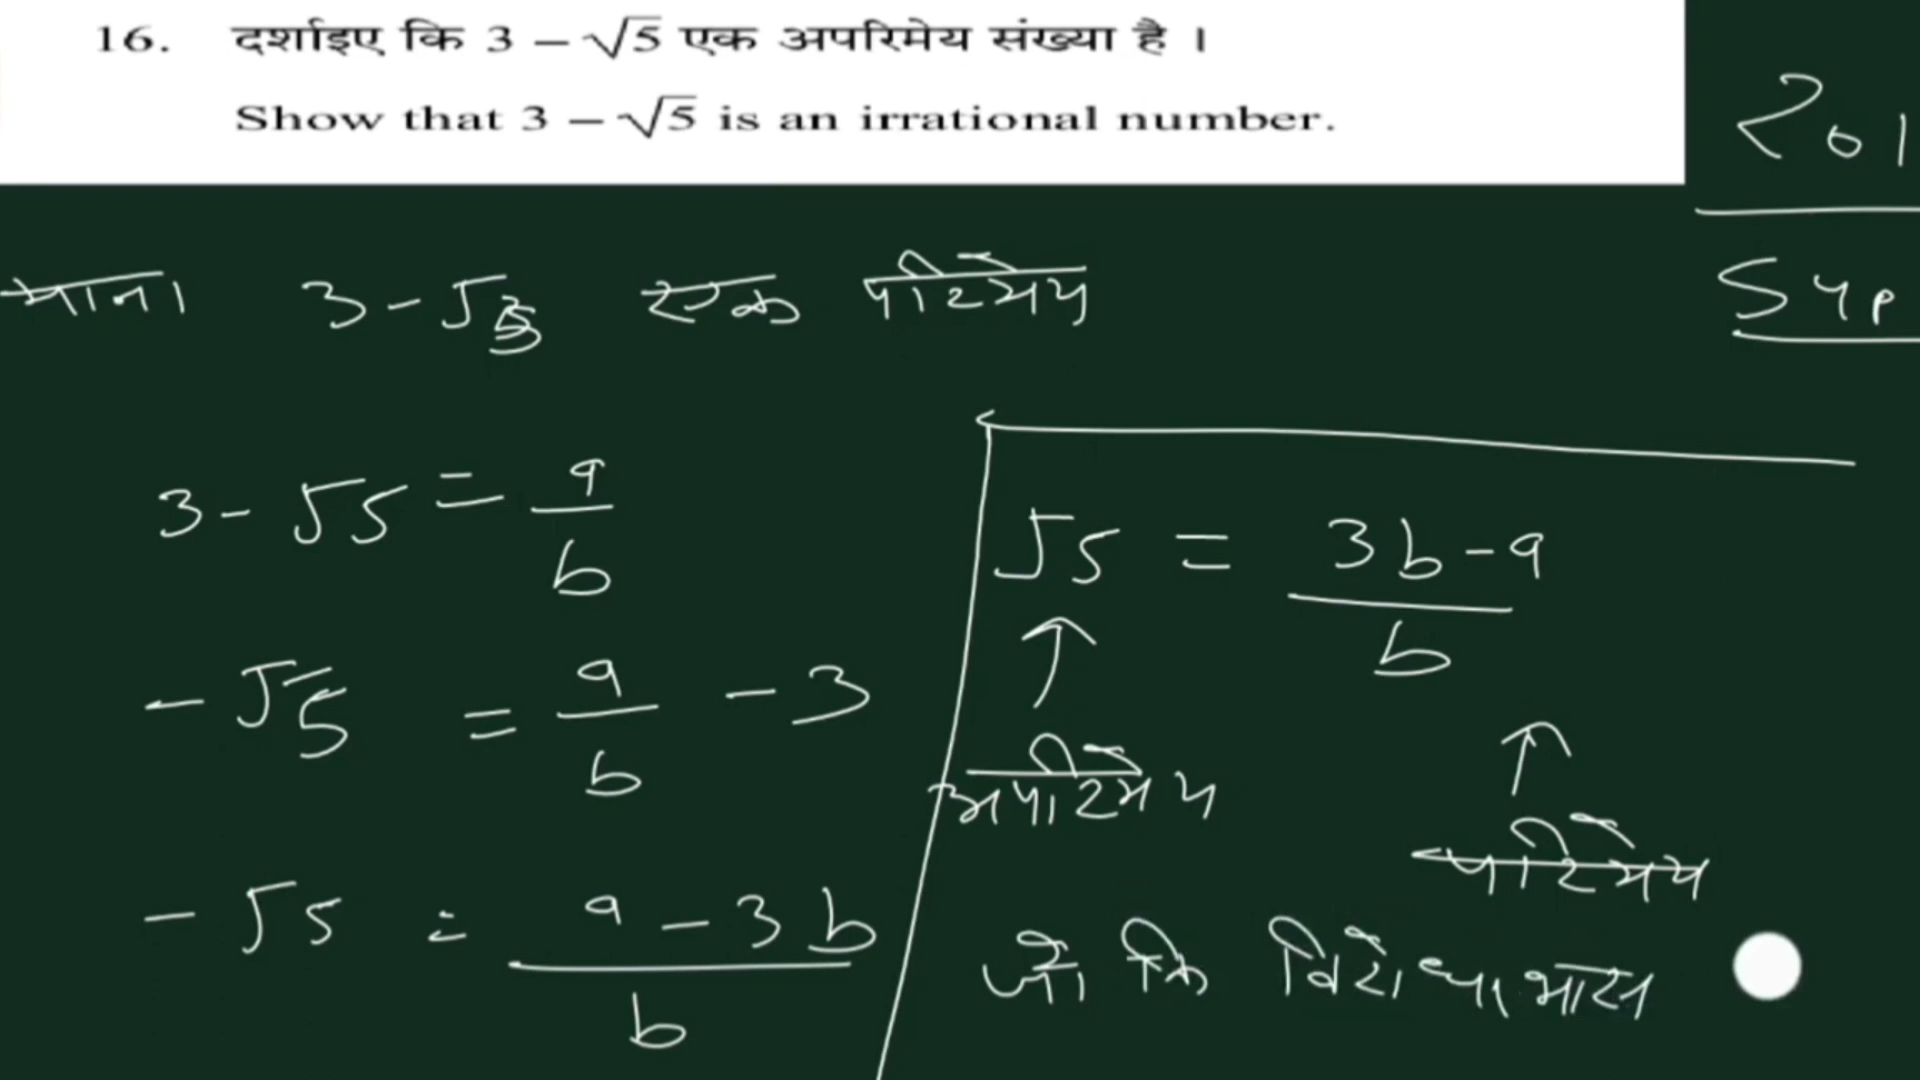 16. दर्शाइए कि 3 – √5 एक अपरिमेय संख्या है ।
Show that 3 – √5 is an irrational number.
201
Sup
माना 3 - √5 एक परिमेय
3 - √5 = a/b
- √5 = a/b - 3
- √5 = a - 3b / b
√5 = 3b - a / b
↑ ↑
अपरिमेय परिमेय
जो कि विरोधाभास